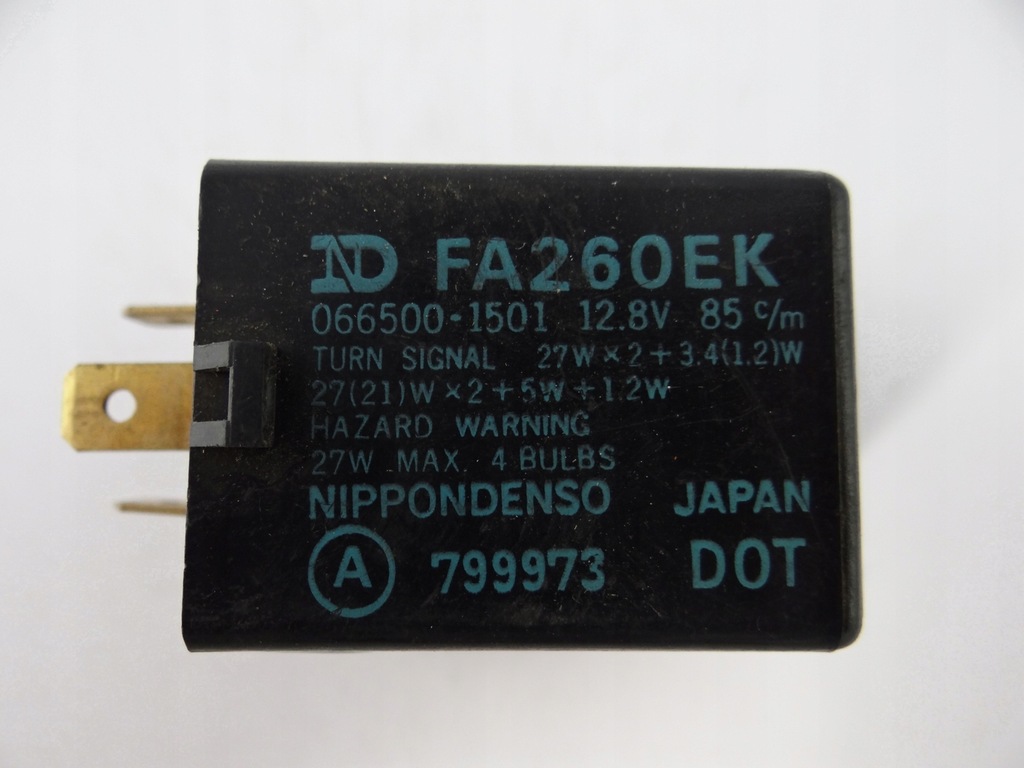 ND FA260EK
066500-1501 12.8V 85 c/m
TURN SIGNAL 27W×2+3.4(1.2)W
27(21)W×2+5W+1.2W
HAZARD WARNING
27W MAX. 4 BULBS
NIPPONDENSO JAPAN
A 799973 DOT